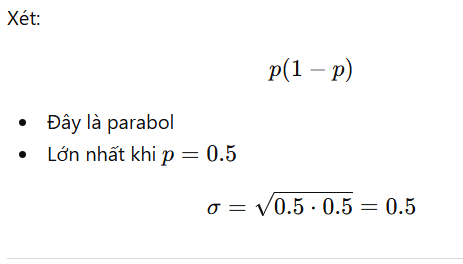 Xét:
p(1 − p)
• Đây là parabol
• Lớn nhất khi p = 0.5
σ = √0.5 · 0.5 = 0.5